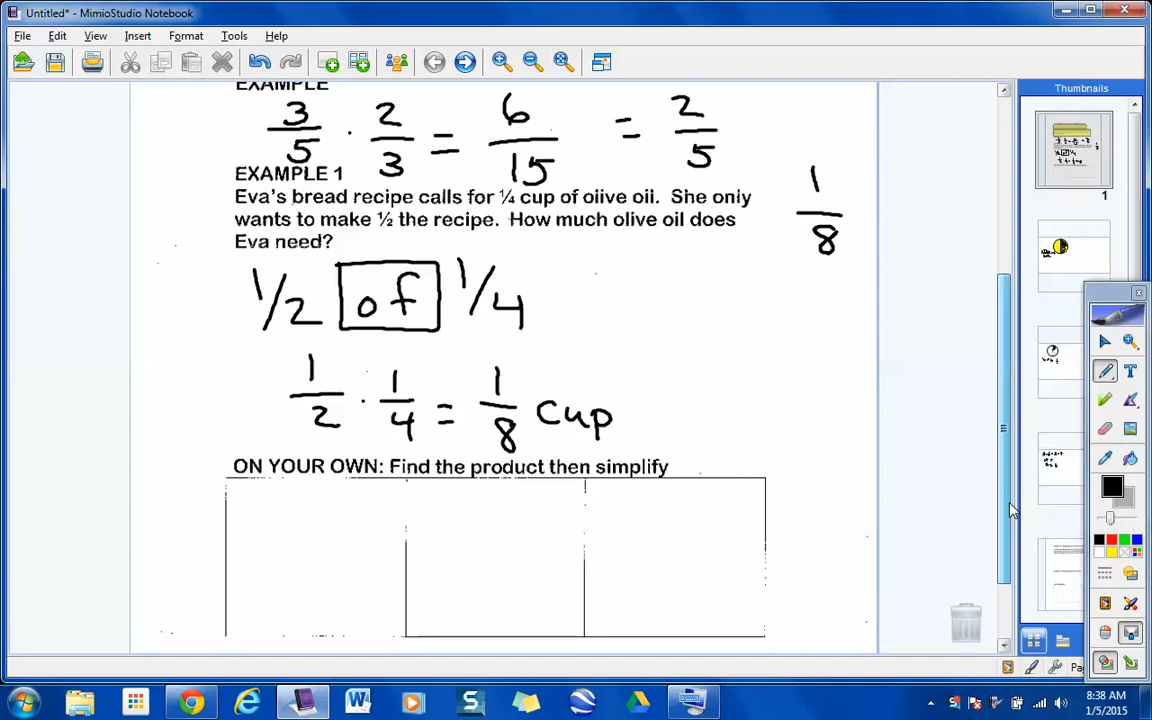 Untitled* - MimioStudio Notebook
File Edit View Insert Format Tools Help
EXAMPLE
3/5 · 2/3 = 6/15 = 2/5
EXAMPLE 1
Eva's bread recipe calls for ¼ cup of olive oil. She only
wants to make ½ the recipe. How much olive oil does
Eva need?
1/8
1/2 of 1/4
1/2 · 1/4 = 1/8 cup
ON YOUR OWN: Find the product then simplify
Thumbnails
1
8:38 AM
1/5/2015